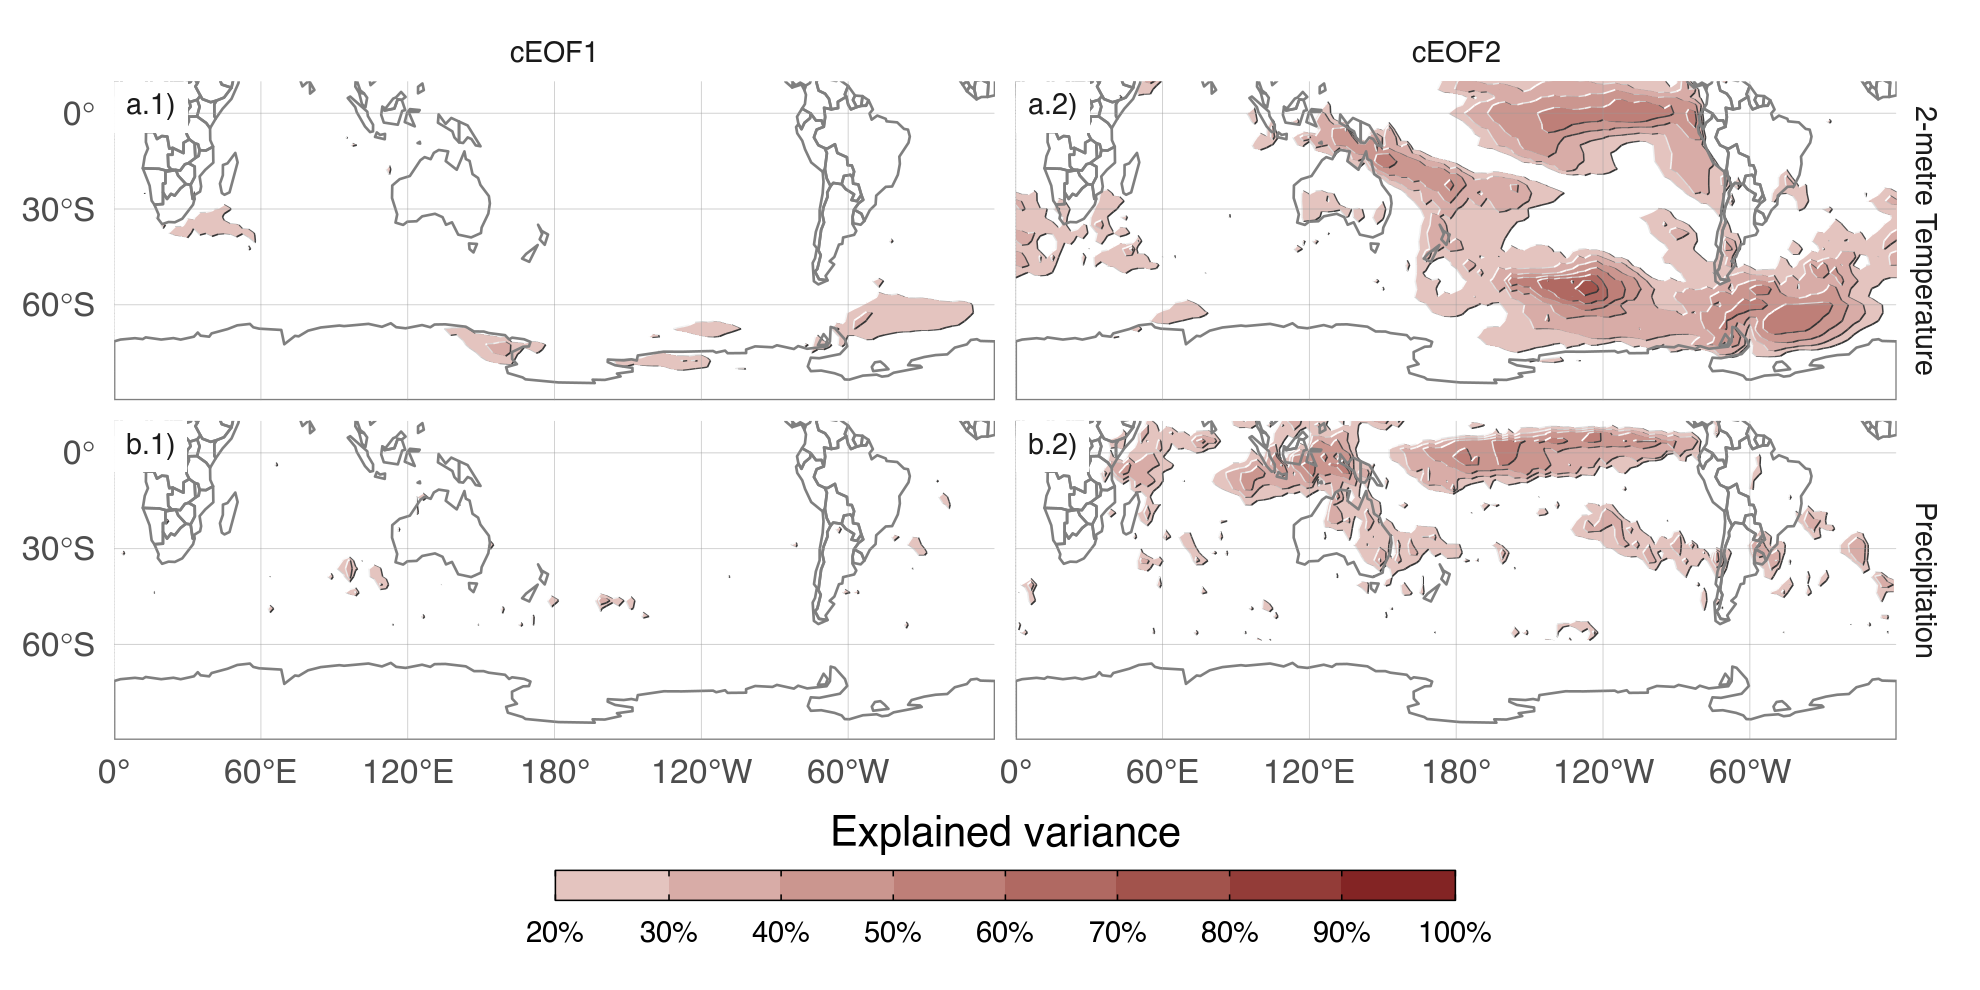 cEOF1 cEOF2
a.1) a.2)
0°
30°S
60°S
2-metre Temperature
b.1) b.2)
0°
30°S
60°S
Precipitation
0° 60°E 120°E 180° 120°W 60°W 0° 60°E 120°E 180° 120°W 60°W
Explained variance
20% 30% 40% 50% 60% 70% 80% 90% 100%